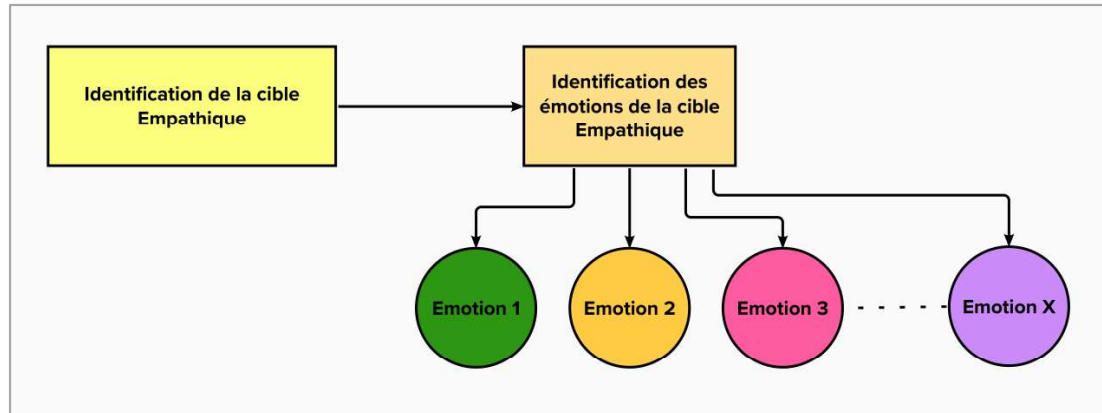 Identification de la cible
Empathique
Identification des
émotions de la cible
Empathique
Emotion 1
Emotion 2
Emotion 3
Emotion X